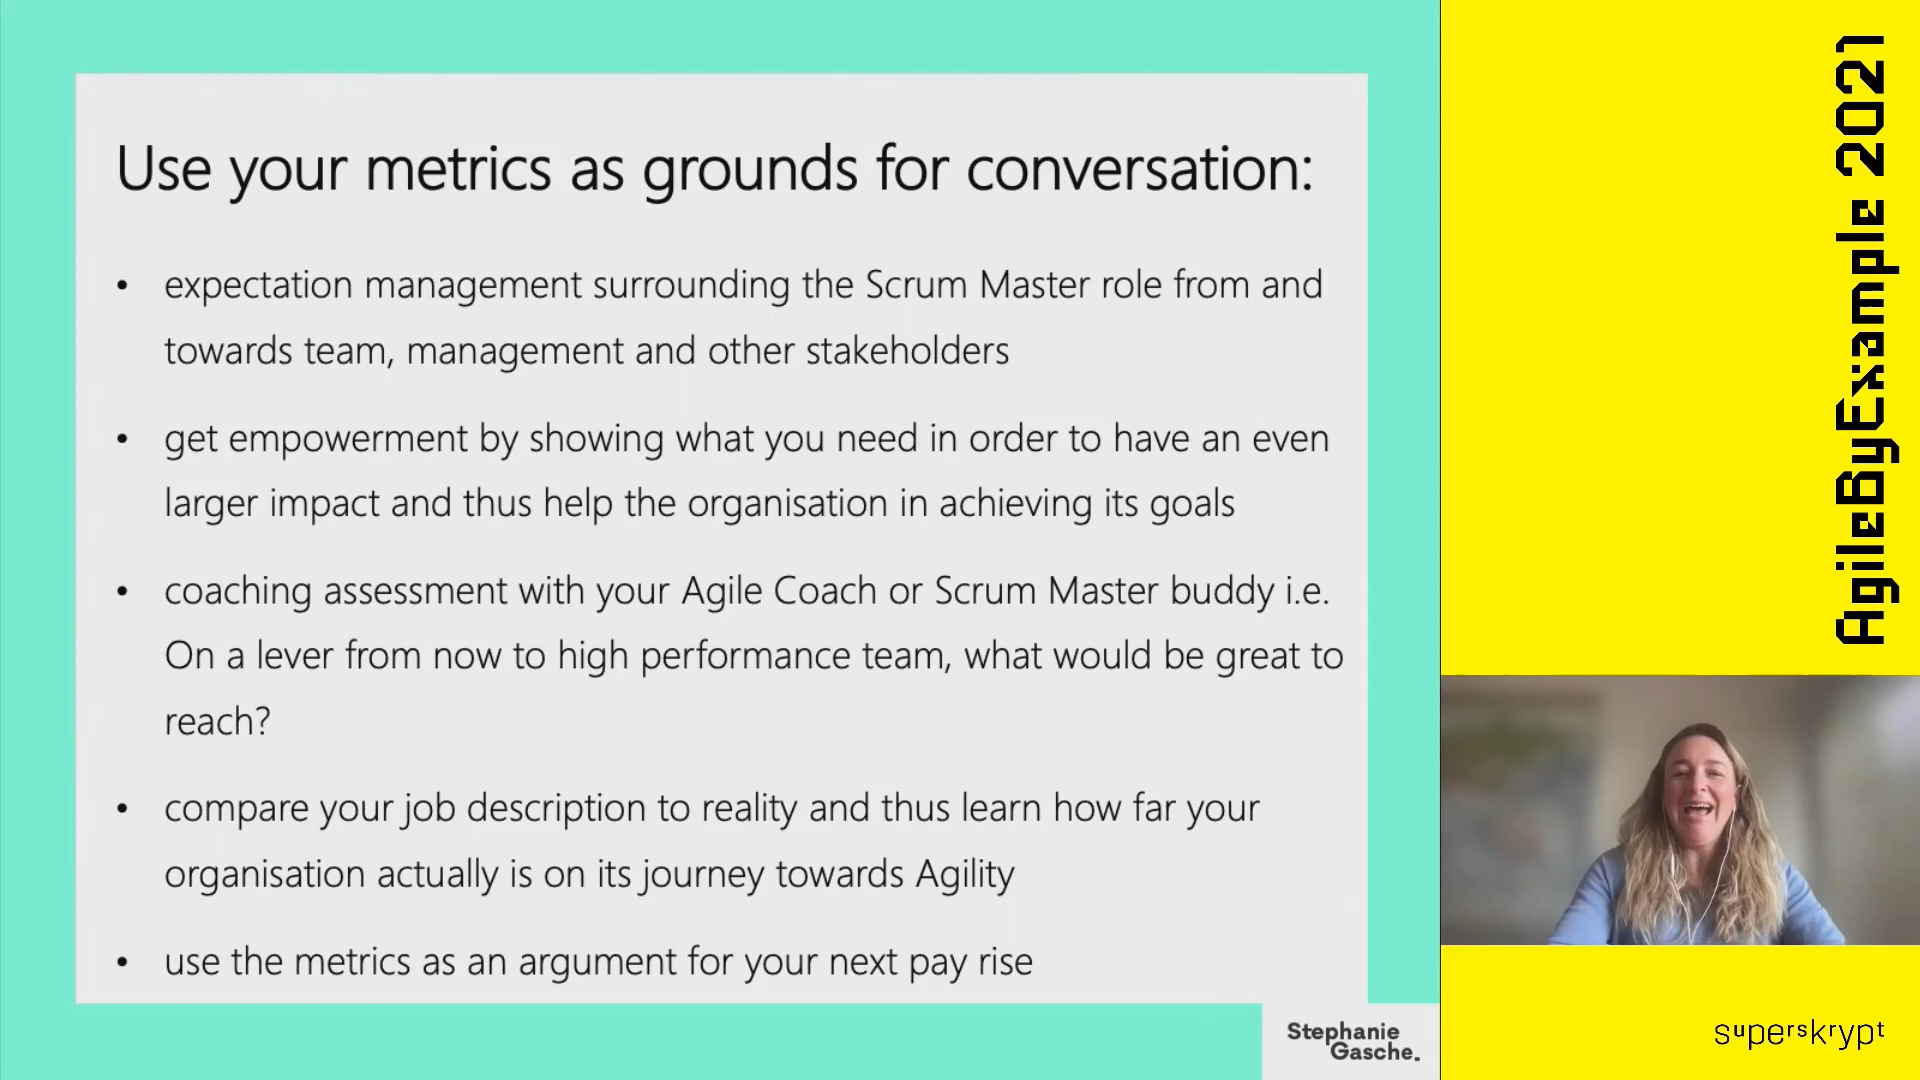 Use your metrics as grounds for conversation:
• expectation management surrounding the Scrum Master role from and
towards team, management and other stakeholders
• get empowerment by showing what you need in order to have an even
larger impact and thus help the organisation in achieving its goals
• coaching assessment with your Agile Coach or Scrum Master buddy i.e.
On a lever from now to high performance team, what would be great to
reach?
• compare your job description to reality and thus learn how far your
organisation actually is on its journey towards Agility
• use the metrics as an argument for your next pay rise
Stephanie
Gasche.
AgileByExample 2021
superskrypt